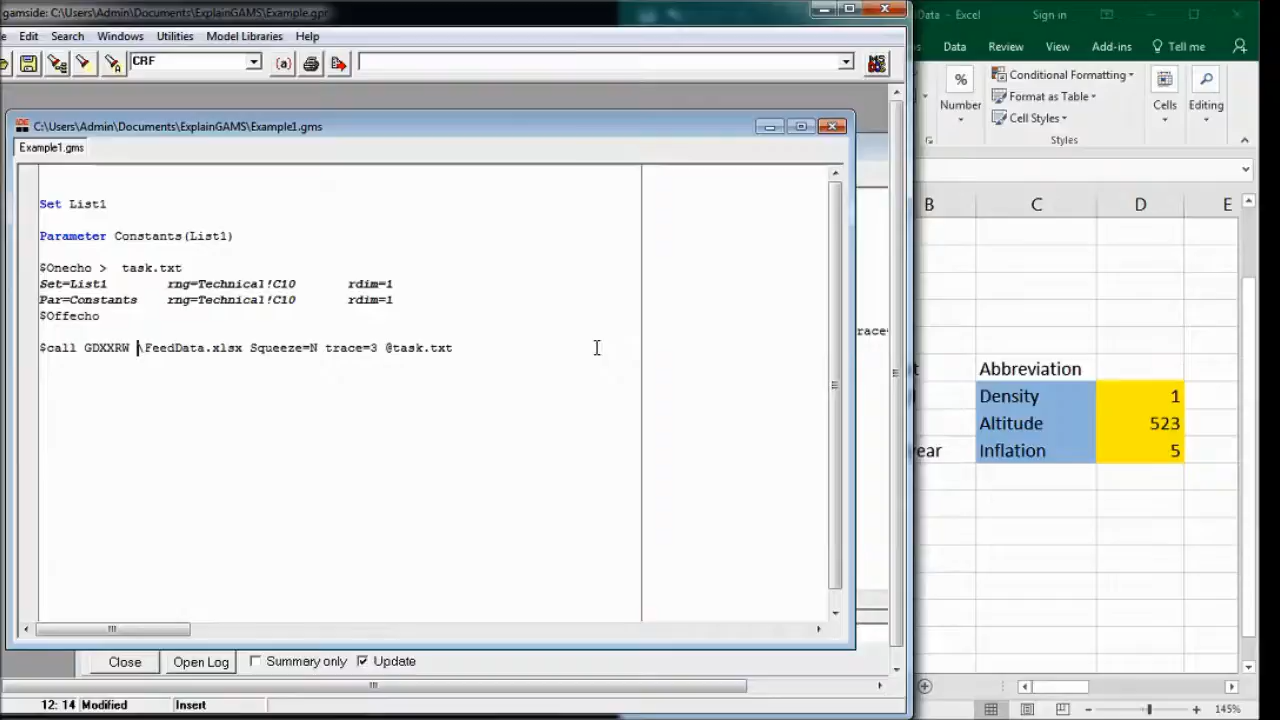 gamside: C:\Users\Admin\Documents\ExplainGAMS\Example.gpr
Edit Search Windows Utilities Model Libraries Help
CRF
(a)
C:\Users\Admin\Documents\ExplainGAMS\Example1.gms
Example1.gms
Set List1
Parameter Constants(List1)
$Onecho > task.txt
Set=List1 rng=Technical!C10 rdim=1
Par=Constants rng=Technical!C10 rdim=1
$Offecho
$call GDXXRW \FeedData.xlsx Squeeze=N trace=3 @task.txt
race=
Close Open Log Summary only Update
12: 14 Modified Insert
Data - Excel Sign in
Data Review View Add-ins Tell me
% Conditional Formatting
Number Format as Table Cells Editing
Cell Styles
Styles
B C D E
Abbreviation
Density 1
Altitude 523
year Inflation 5
145%